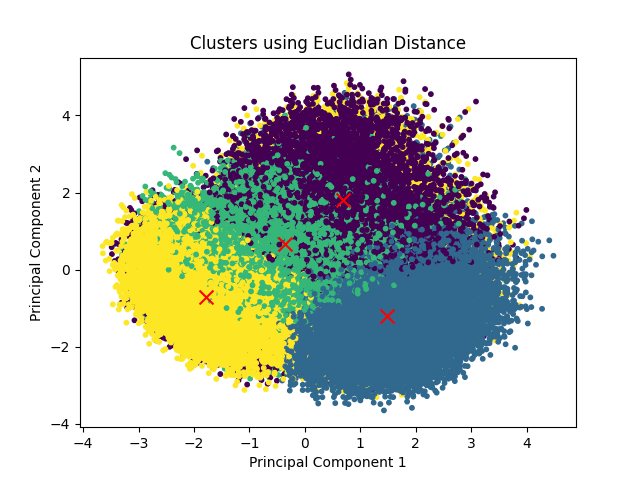 Clusters using Euclidian Distance
Principal Component 2
4
2
0
−2
−4
−4 −3 −2 −1 0 1 2 3 4
Principal Component 1